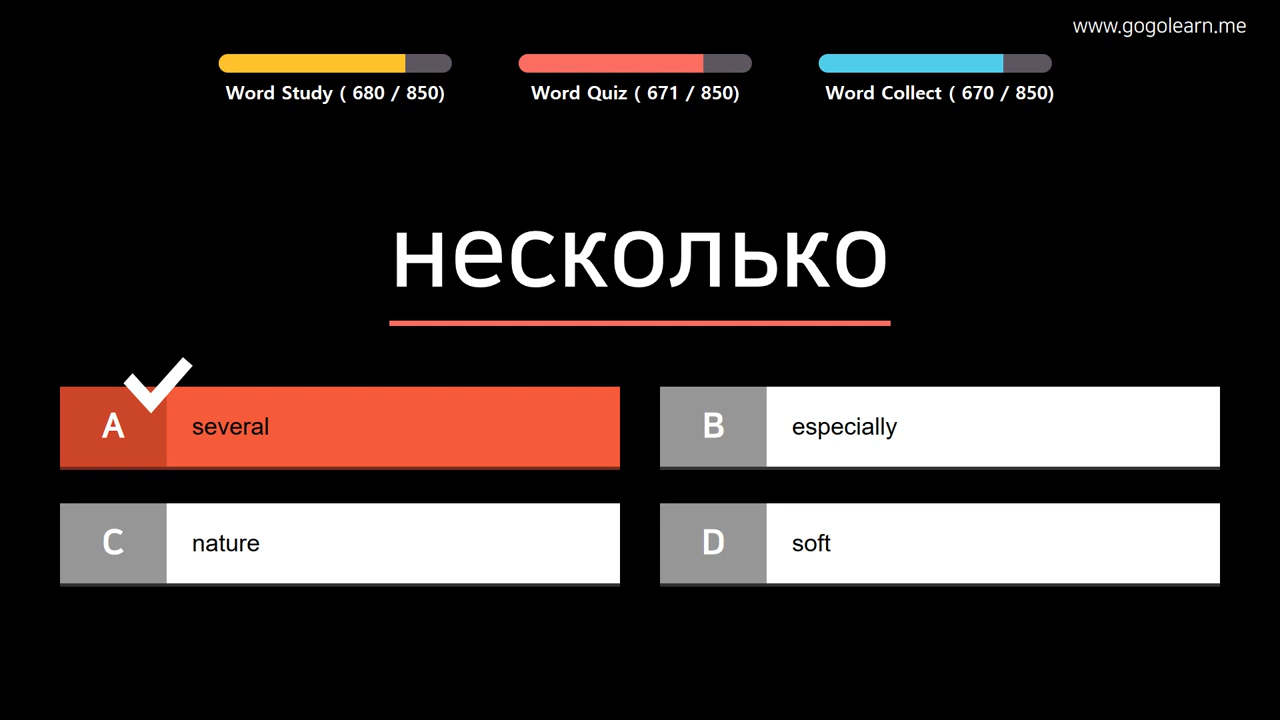 www.gogolearn.me
Word Study ( 680 / 850)
Word Quiz ( 671 / 850)
Word Collect ( 670 / 850)
несколько
A several
B especially
C nature
D soft